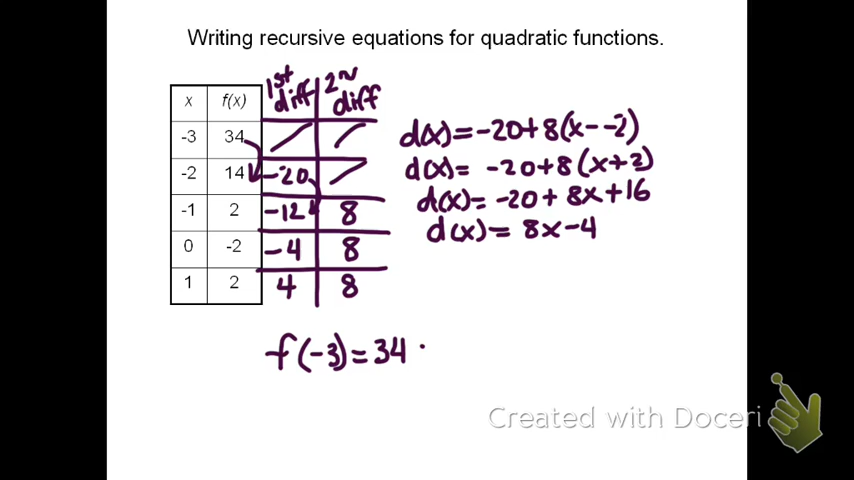 Writing recursive equations for quadratic functions.
x f(x) 1st diff 2nd diff
-3 34
-2 14 -20
-1 2 -12 8
0 -2 -4 8
1 2 4 8
d(x)= -20+8(x--2)
d(x)= -20+8(x+2)
d(x)= -20+ 8x+16
d(x)= 8x-4
f(-3)=34
Created with Doceri